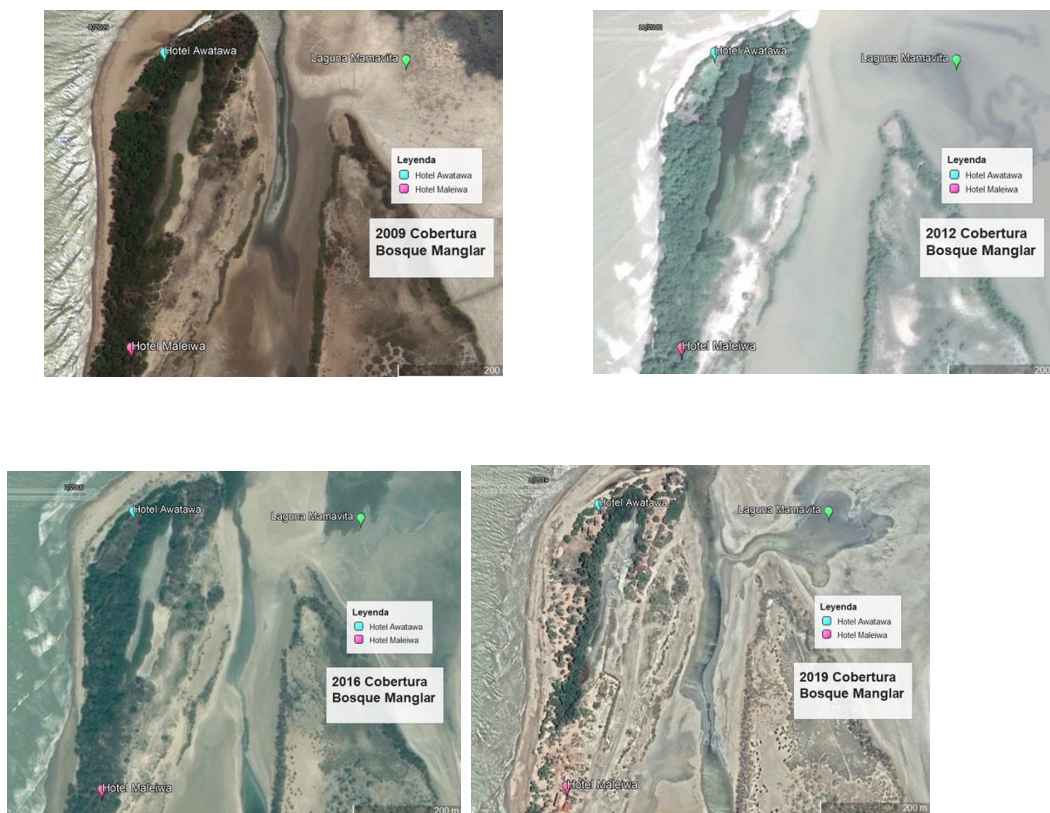 Hotel Awatawa
Laguna Mamavita
Leyenda
Hotel Awatawa
Hotel Maleiwa
2009 Cobertura
Bosque Manglar
Hotel Maleiwa
200
Hotel Awatawa
Laguna Mamavita
Leyenda
Hotel Awatawa
Hotel Maleiwa
2012 Cobertura
Bosque Manglar
Hotel Maleiwa
200
Hotel Awatawa
Laguna Mamavita
Leyenda
Hotel Awatawa
Hotel Maleiwa
2016 Cobertura
Bosque Manglar
Hotel Maleiwa
200 m
Hotel Awatawa
Laguna Mamavita
Leyenda
Hotel Awatawa
Hotel Maleiwa
2019 Cobertura
Bosque Manglar
Hotel Maleiwa
200 m